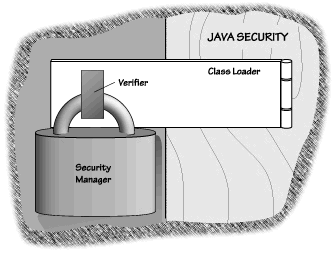 JAVA SECURITY
Class Loader
Verifier
Security
Manager